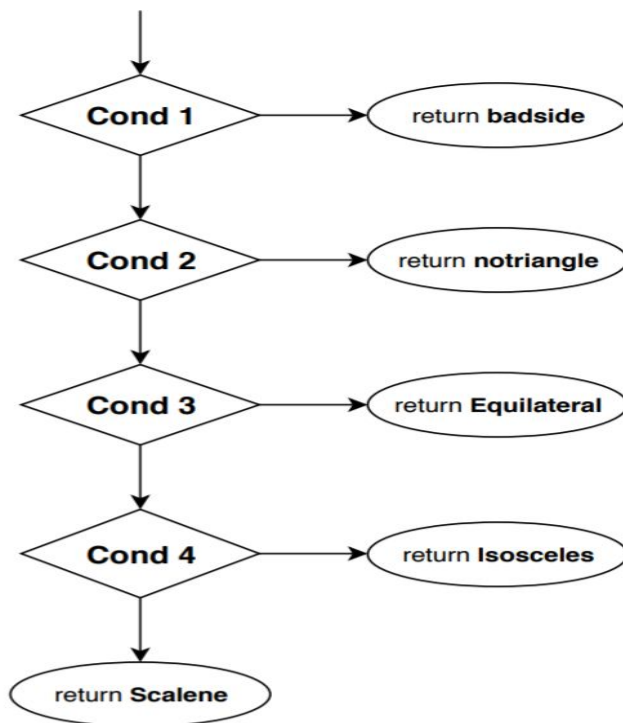 Cond 1
return badside
Cond 2
return notriangle
Cond 3
return Equilateral
Cond 4
return Isosceles
return Scalene